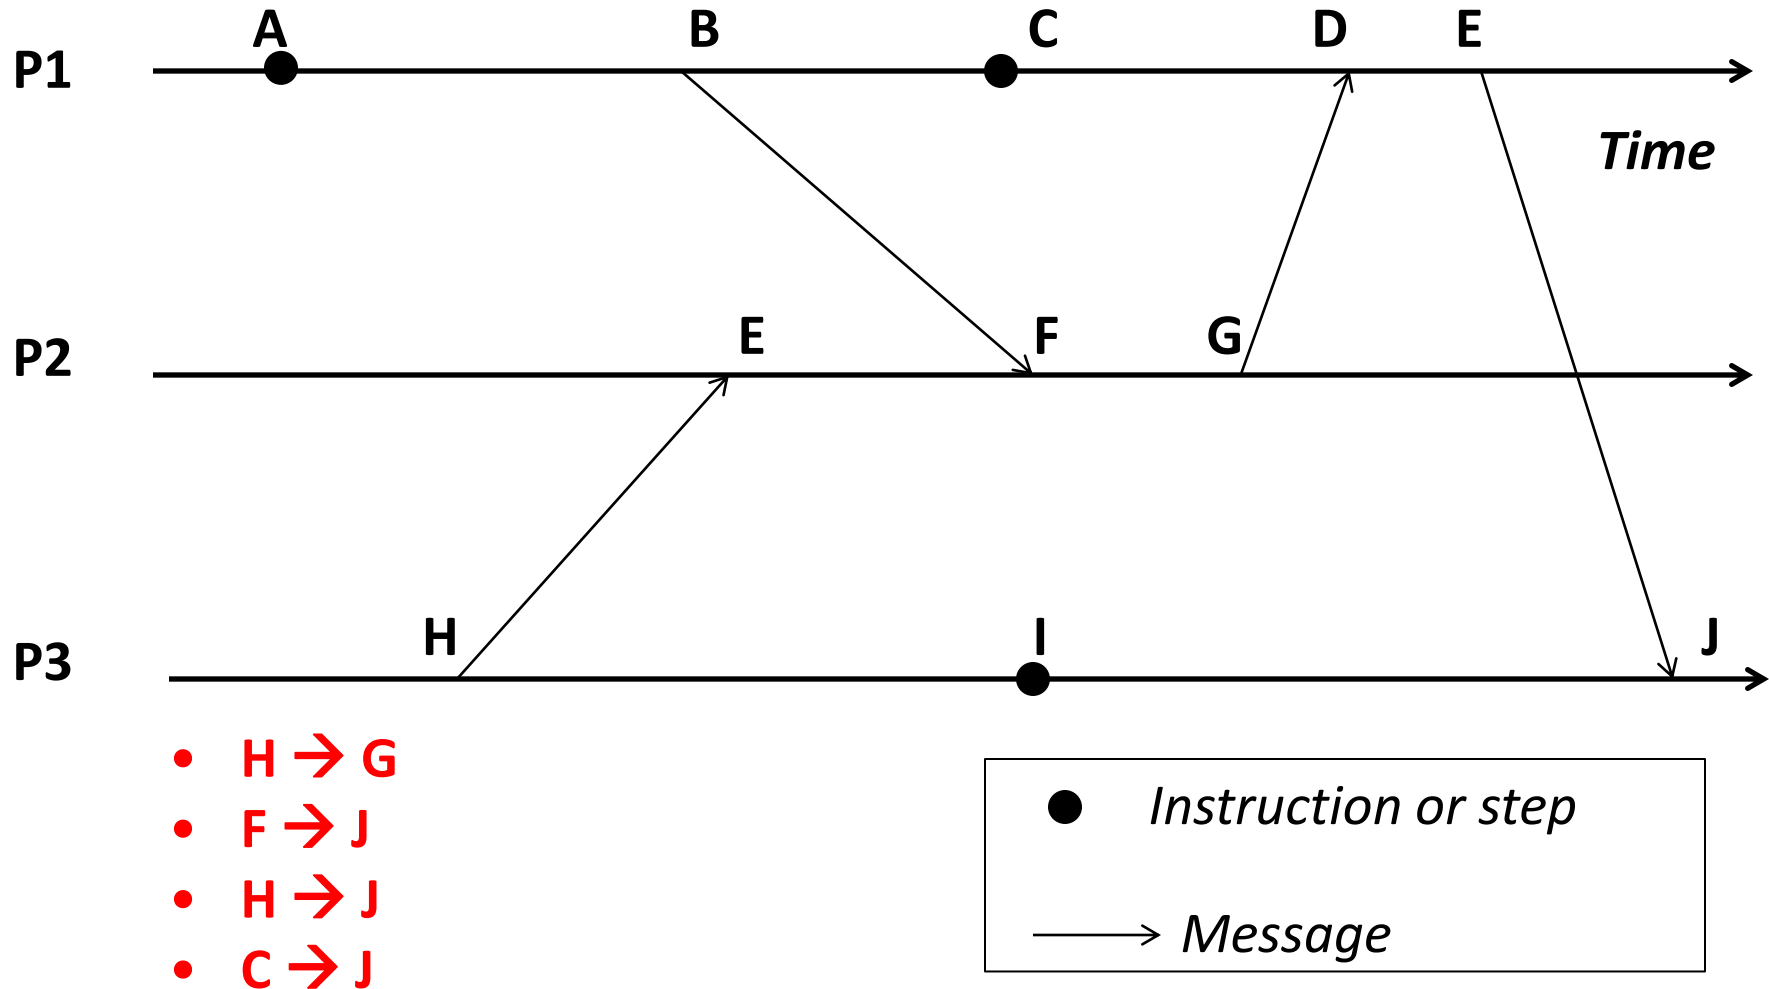 A B C D E
P1
Time
E F G
P2
H I J
P3
• H → G
• F → J
• H → J
• C → J
Instruction or step
Message